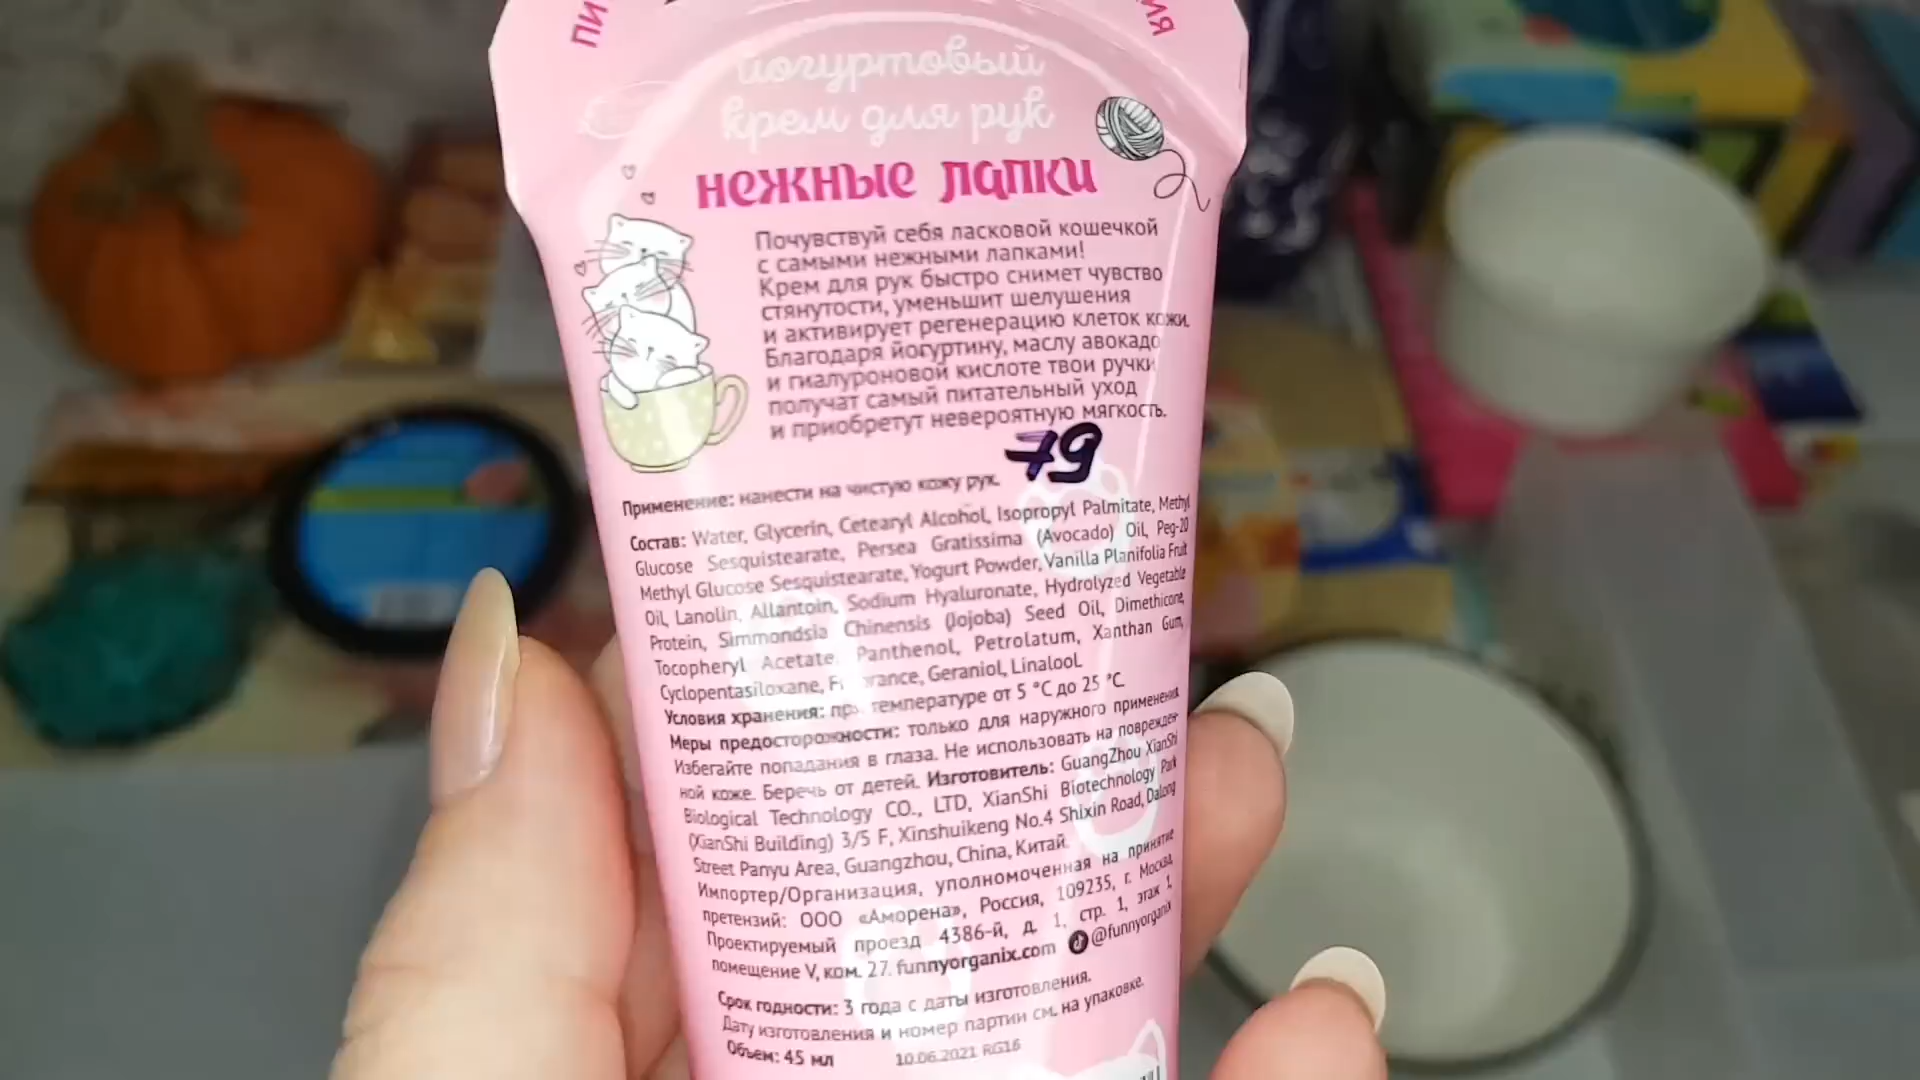 йогуртовый
крем для рук
нежные лапки
Почувствуй себя ласковой кошечкой
с самыми нежными лапками!
Крем для рук быстро снимет чувство
стянутости, уменьшит шелушения
и активирует регенерацию клеток кожи.
Благодаря йогуртину, маслу авокадо
и гиалуроновой кислоте твои ручки
получат самый питательный уход
и приобретут невероятную мягкость.
79
Применение: нанести на чистую кожу рук.
Состав: Water, Glycerin, Cetearyl Alcohol, Isopropyl Palmitate, Methyl
Glucose Sesquistearate, Persea Gratissima (Avocado) Oil, Peg-20
Methyl Glucose Sesquistearate, Yogurt Powder, Vanilla Planifolia Fruit
Oil, Lanolin, Allantoin, Sodium Hyaluronate, Hydrolyzed Vegetable
Protein, Simmondsia Chinensis (Jojoba) Seed Oil, Dimethicone,
Tocopheryl Acetate, Panthenol, Petrolatum, Xanthan Gum,
Cyclopentasiloxane, Geraniol, Linalool.
Условия хранения: температуре от 5 °C до 25 °C.
Меры предосторожности: только для наружного применения.
Избегайте попадания в глаза. Не использовать на поврежден-
ной коже. Беречь от детей. Изготовитель: GuangZhou XianShi
Biological Technology CO., LTD, XianShi Biotechnology Park
(XianShi Building) 3/5 F, Xinshuikeng No.4 Shixin Road, Dalong
Street Panyu Area, Guangzhou, China, Китай.
Импортер/Организация, уполномоченная на принятие
претензий: ООО «Аморена», Россия, 109235, г. Москва,
Проектируемый проезд 4386-й, д. 1, стр. 1, этаж 1,
помещение V, ком. 27. funnyorganix.com @funnyorganix
Срок годности: 3 года с даты изготовления.
Дату изготовления и номер партии см. на упаковке.
Объем: 45 мл 10.06.2021 RG16